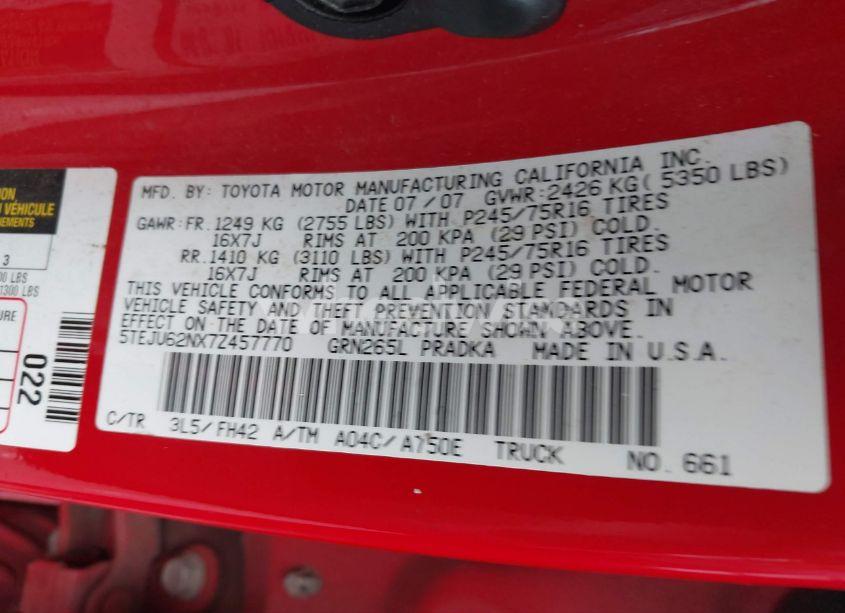 MFD. BY: TOYOTA MOTOR MANUFACTURING CALIFORNIA INC.
DATE 07 / 07 GVWR:2426 KG( 5350 LBS)
GAWR:FR. 1249 KG (2755 LBS) WITH P245/75R16 TIRES
16X7J RIMS AT 200 KPA (29 PSI) COLD.
RR. 1410 KG (3110 LBS) WITH P245/75R16 TIRES
16X7J RIMS AT 200 KPA (29 PSI) COLD.
THIS VEHICLE CONFORMS TO ALL APPLICABLE FEDERAL MOTOR
VEHICLE SAFETY AND THEFT PREVENTION STANDARDS IN
EFFECT ON THE DATE OF MANUFACTURE SHOWN ABOVE.
5TEJU62NX7Z457770 GRN265L PRADKA MADE IN U.S.A.
C/TR 3L5/FH42 A/TM A04C/A750E TRUCK NO. 661
VÉHICULE
3
LBS
LBS
022